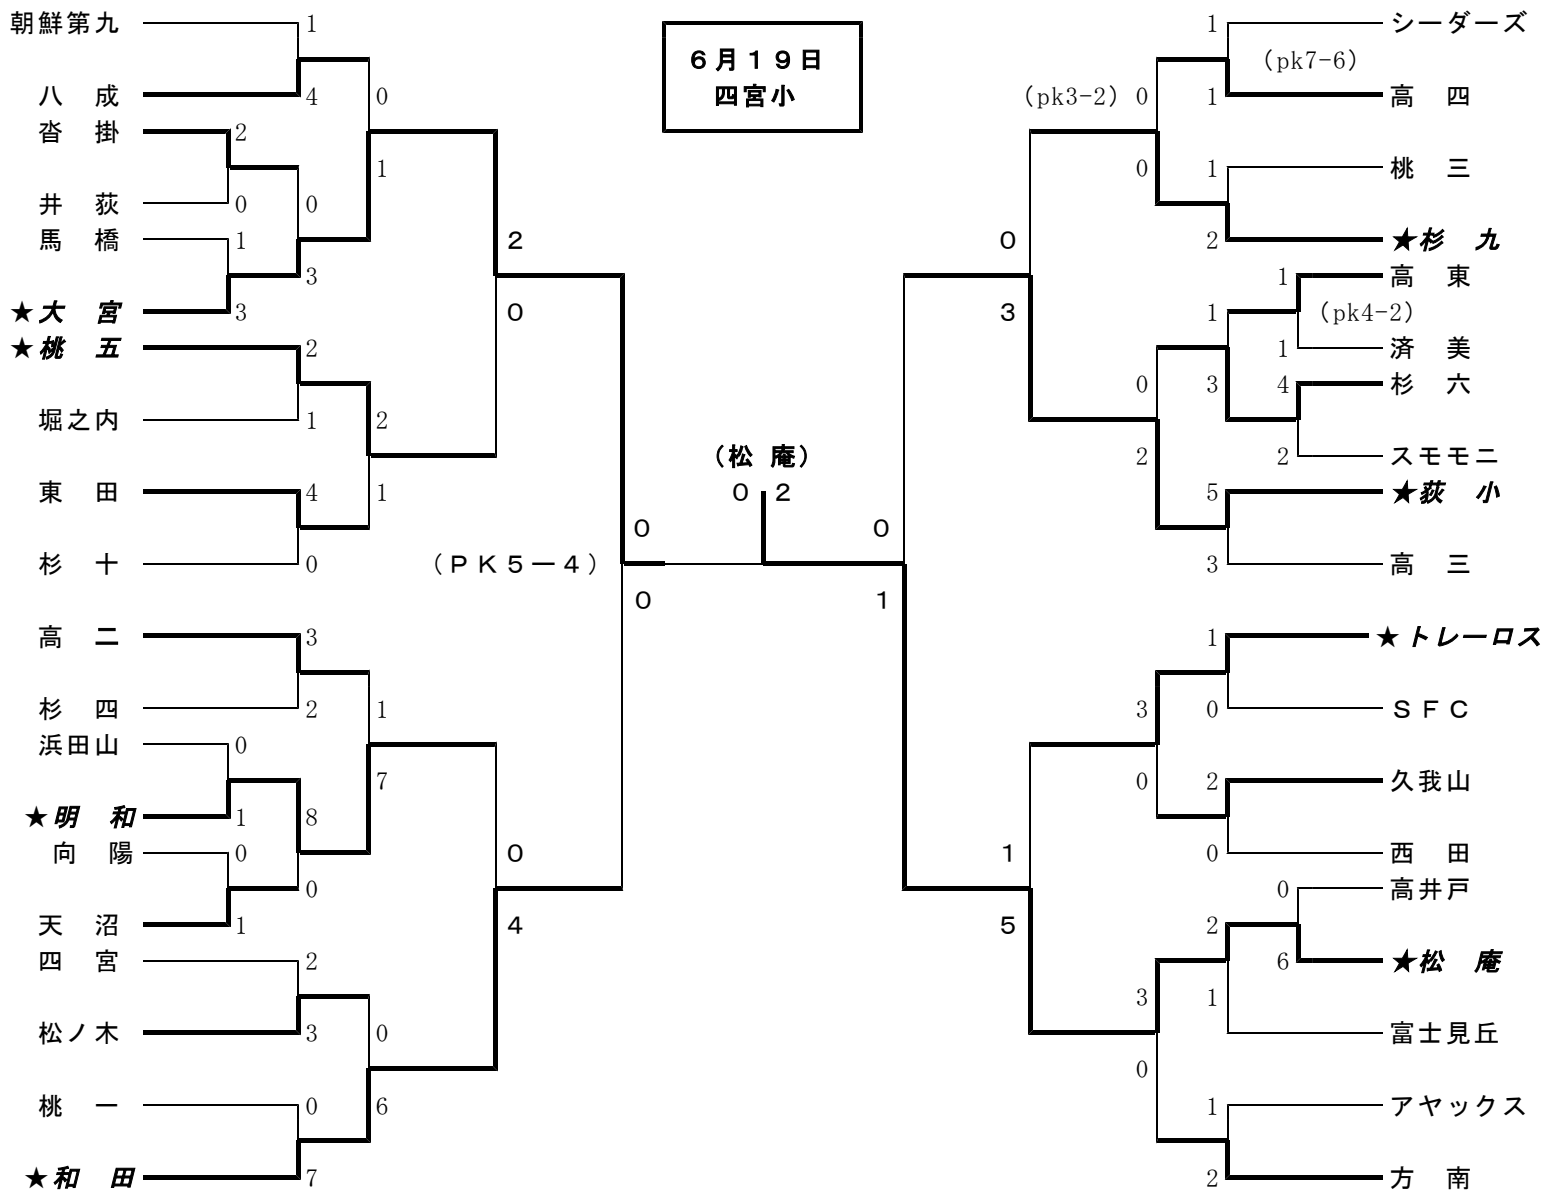 朝鮮第九 1
八 成 4 0
沓 掛 2
1
井 荻 0 0
馬 橋 1
3
★大 宮 3
★桃 五 2
堀之内 1 2
東 田 4 1
杉 十 0
高 二 3
杉 四 2 1
浜田山 0
7
★明 和 1 8
向 陽 0
0
天 沼 1
四 宮 2
松ノ木 3 0
桃 一 0 6
★和 田 7
2
0
0
4
(PK5ー4)
0
0
6月19日
四宮小
(松 庵)
0 2
0
1
0
3
1
5
1 シーダーズ
(pk7-6)
(pk3-2) 0 1 高 四
0 1 桃 三
2 ★杉 九
1 高 東
1 (pk4-2)
1 済 美
0 3 4 杉 六
2 2 スモモニ
5 ★荻 小
3 高 三
1 ★トレーロス
3 0 SFC
0 2 久我山
0 西 田
0 高井戸
2
6 ★松 庵
3 1
富士見丘
0
1 アヤックス
2 方 南